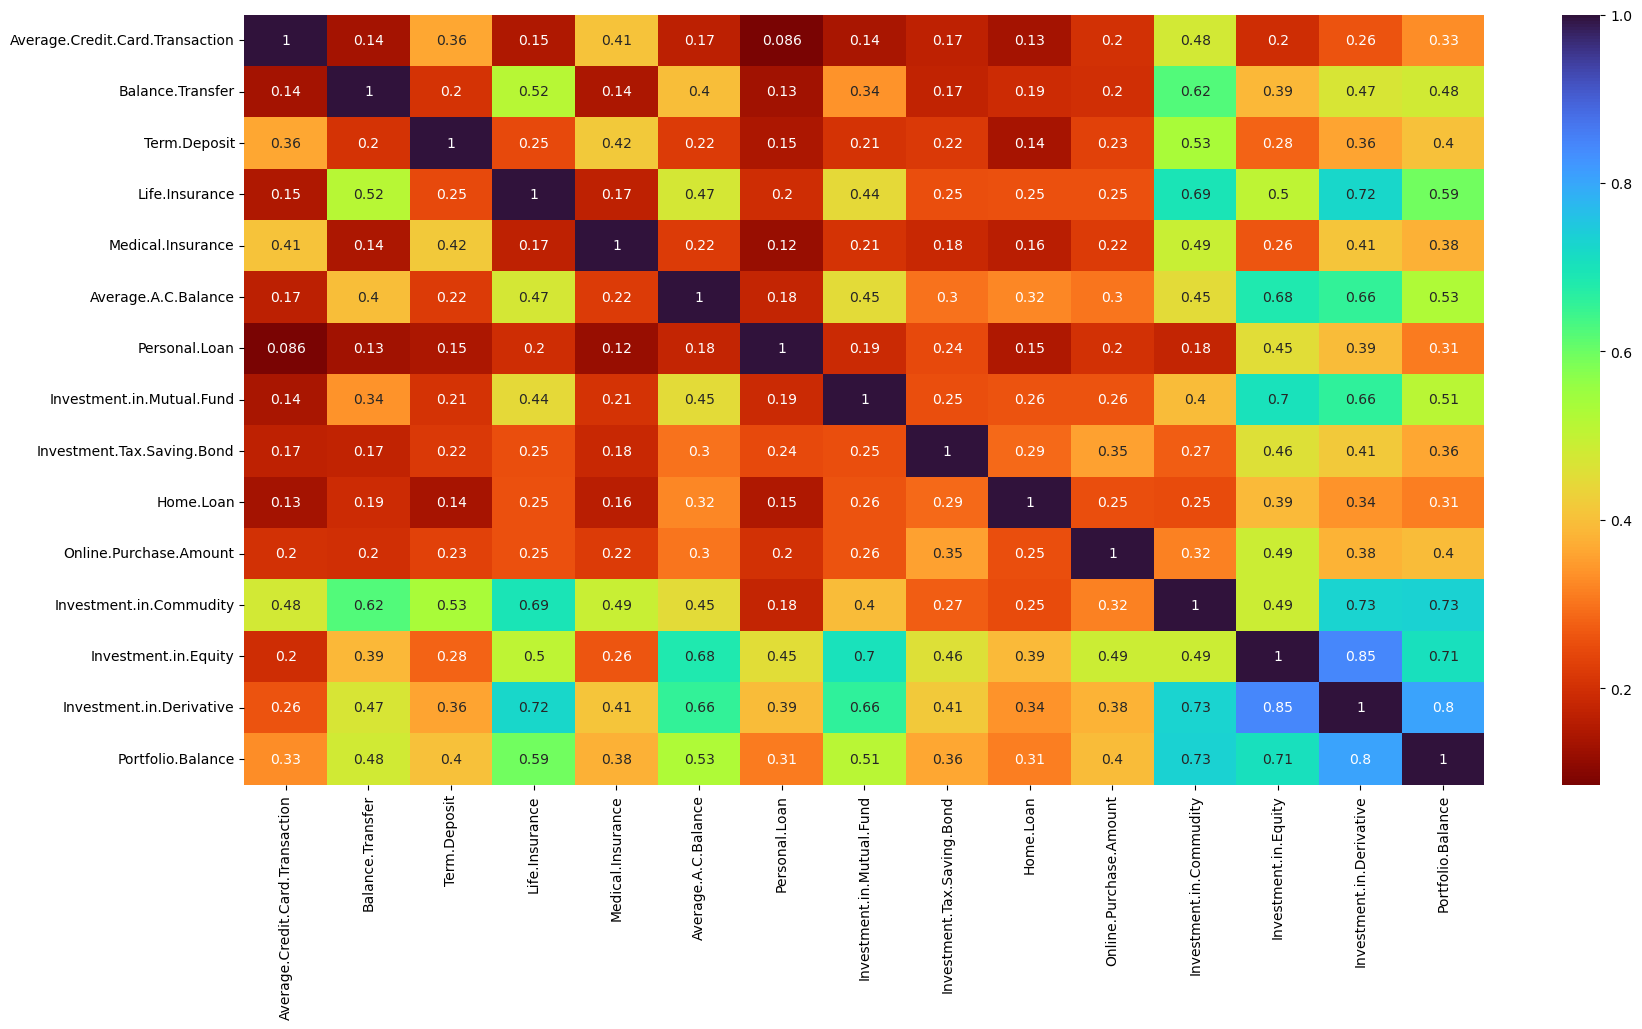 Average.Credit.Card.Transaction 1 0.14 0.36 0.15 0.41 0.17 0.086 0.14 0.17 0.13 0.2 0.48 0.2 0.26 0.33
Balance.Transfer 0.14 1 0.2 0.52 0.14 0.4 0.13 0.34 0.17 0.19 0.2 0.62 0.39 0.47 0.48
Term.Deposit 0.36 0.2 1 0.25 0.42 0.22 0.15 0.21 0.22 0.14 0.23 0.53 0.28 0.36 0.4
Life.Insurance 0.15 0.52 0.25 1 0.17 0.47 0.2 0.44 0.25 0.25 0.25 0.69 0.5 0.72 0.59
Medical.Insurance 0.41 0.14 0.42 0.17 1 0.22 0.12 0.21 0.18 0.16 0.22 0.49 0.26 0.41 0.38
Average.A.C.Balance 0.17 0.4 0.22 0.47 0.22 1 0.18 0.45 0.3 0.32 0.3 0.45 0.68 0.66 0.53
Personal.Loan 0.086 0.13 0.15 0.2 0.12 0.18 1 0.19 0.24 0.15 0.2 0.18 0.45 0.39 0.31
Investment.in.Mutual.Fund 0.14 0.34 0.21 0.44 0.21 0.45 0.19 1 0.25 0.26 0.26 0.4 0.7 0.66 0.51
Investment.Tax.Saving.Bond 0.17 0.17 0.22 0.25 0.18 0.3 0.24 0.25 1 0.29 0.35 0.27 0.46 0.41 0.36
Home.Loan 0.13 0.19 0.14 0.25 0.16 0.32 0.15 0.26 0.29 1 0.25 0.25 0.39 0.34 0.31
Online.Purchase.Amount 0.2 0.2 0.23 0.25 0.22 0.3 0.2 0.26 0.35 0.25 1 0.32 0.49 0.38 0.4
Investment.in.Commudity 0.48 0.62 0.53 0.69 0.49 0.45 0.18 0.4 0.27 0.25 0.32 1 0.49 0.73 0.73
Investment.in.Equity 0.2 0.39 0.28 0.5 0.26 0.68 0.45 0.7 0.46 0.39 0.49 0.49 1 0.85 0.71
Investment.in.Derivative 0.26 0.47 0.36 0.72 0.41 0.66 0.39 0.66 0.41 0.34 0.38 0.73 0.85 1 0.8
Portfolio.Balance 0.33 0.48 0.4 0.59 0.38 0.53 0.31 0.51 0.36 0.31 0.4 0.73 0.71 0.8 1
Average.Credit.Card.Transaction
Balance.Transfer
Term.Deposit
Life.Insurance
Medical.Insurance
Average.A.C.Balance
Personal.Loan
Investment.in.Mutual.Fund
Investment.Tax.Saving.Bond
Home.Loan
Online.Purchase.Amount
Investment.in.Commudity
Investment.in.Equity
Investment.in.Derivative
Portfolio.Balance
1.0
0.8
0.6
0.4
0.2